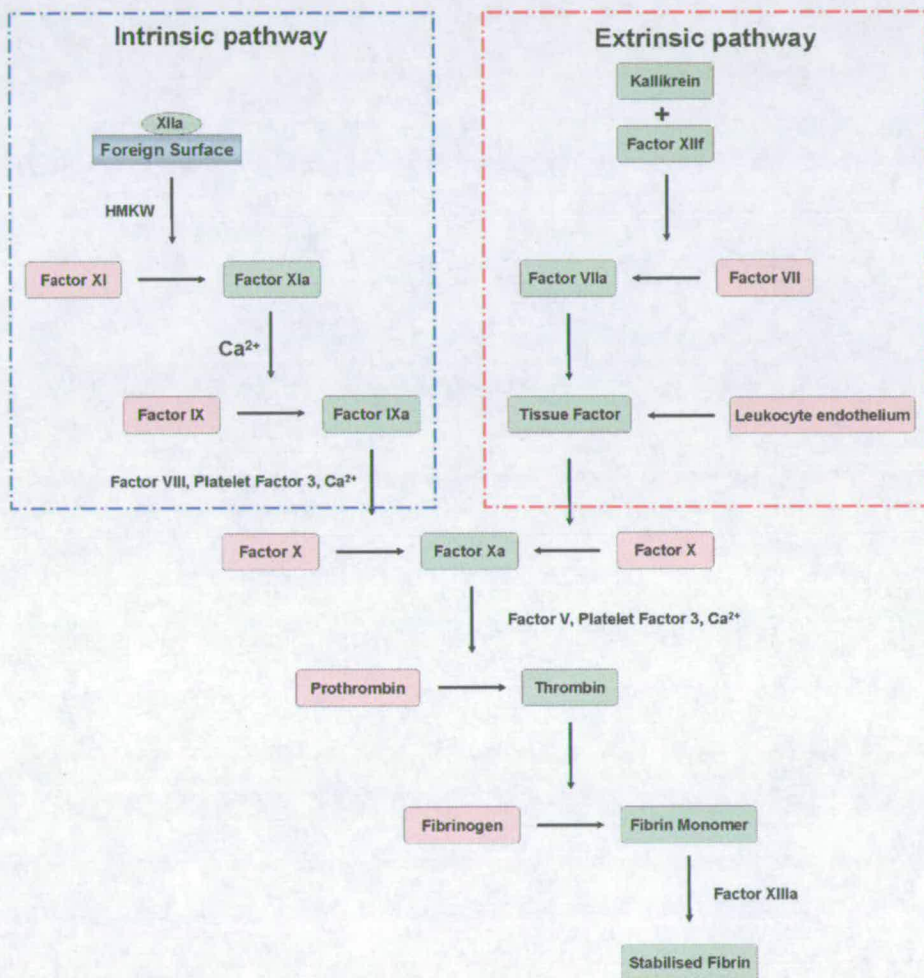 Intrinsic pathway
Extrinsic pathway
Kallikrein
+
XIIa
Factor XIIf
Foreign Surface
HMKW
Factor XI
Factor XIa
Factor VIIa
Factor VII
Ca²⁺
Factor IX
Factor IXa
Tissue Factor
Leukocyte endothelium
Factor VIII, Platelet Factor 3, Ca²⁺
Factor X
Factor Xa
Factor X
Factor V, Platelet Factor 3, Ca²⁺
Prothrombin
Thrombin
Fibrinogen
Fibrin Monomer
Factor XIIIa
Stabilised Fibrin